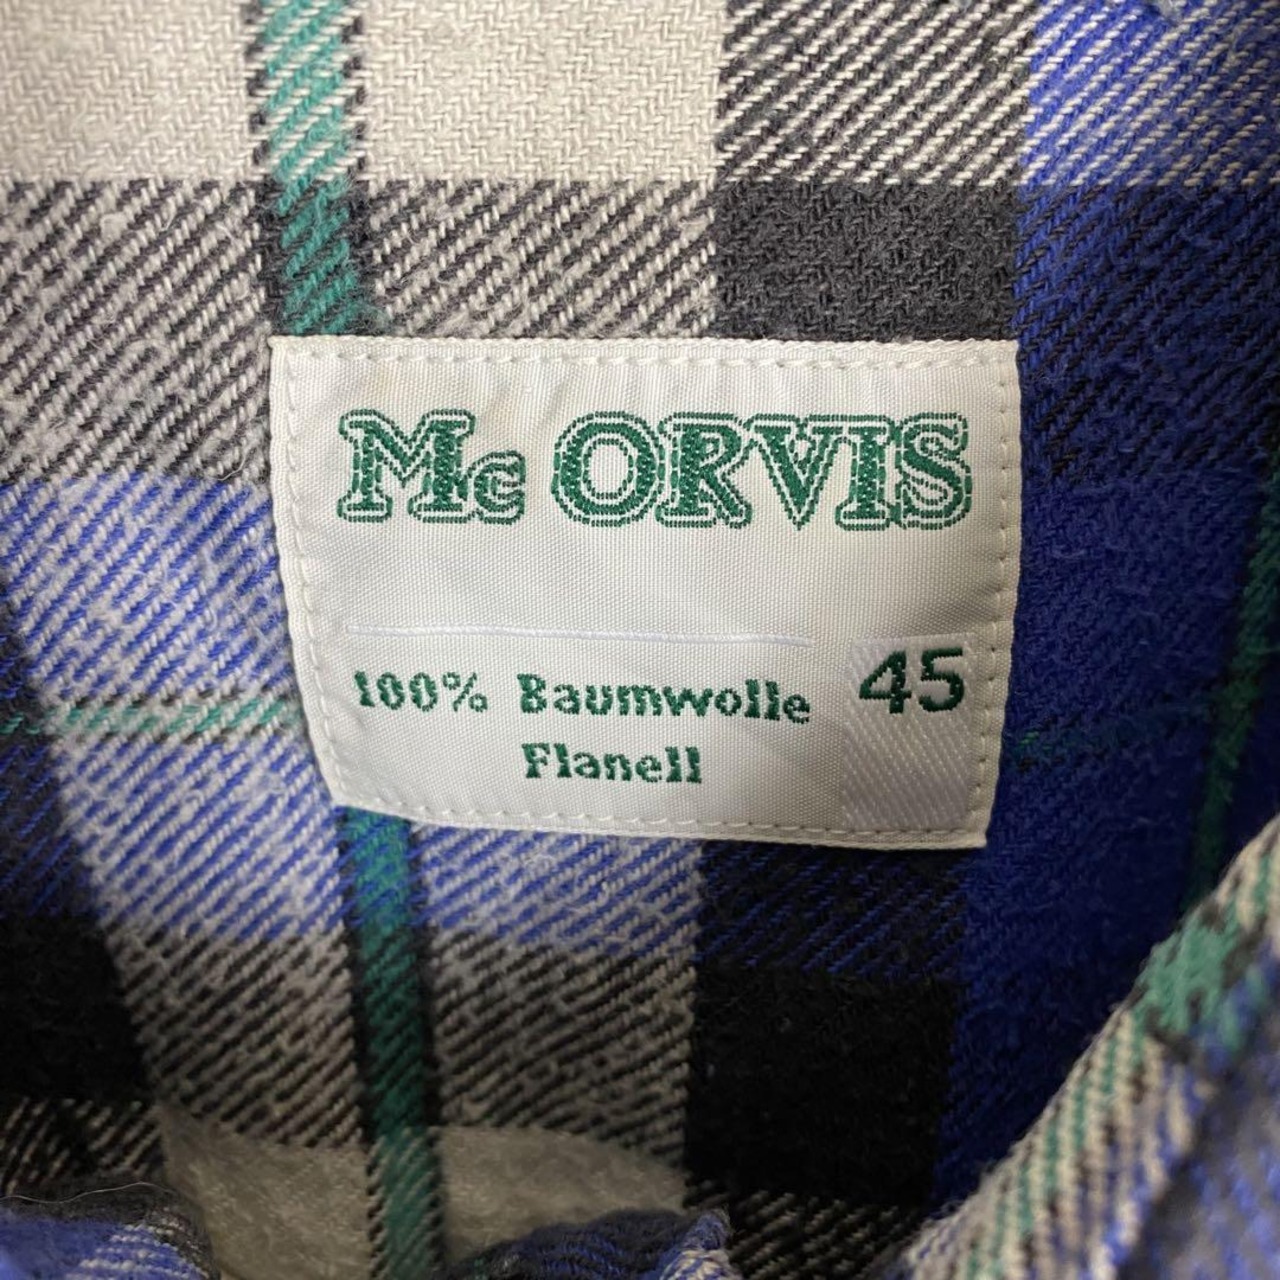 Mc ORVIS
100% Baumwolle 45
Flanell